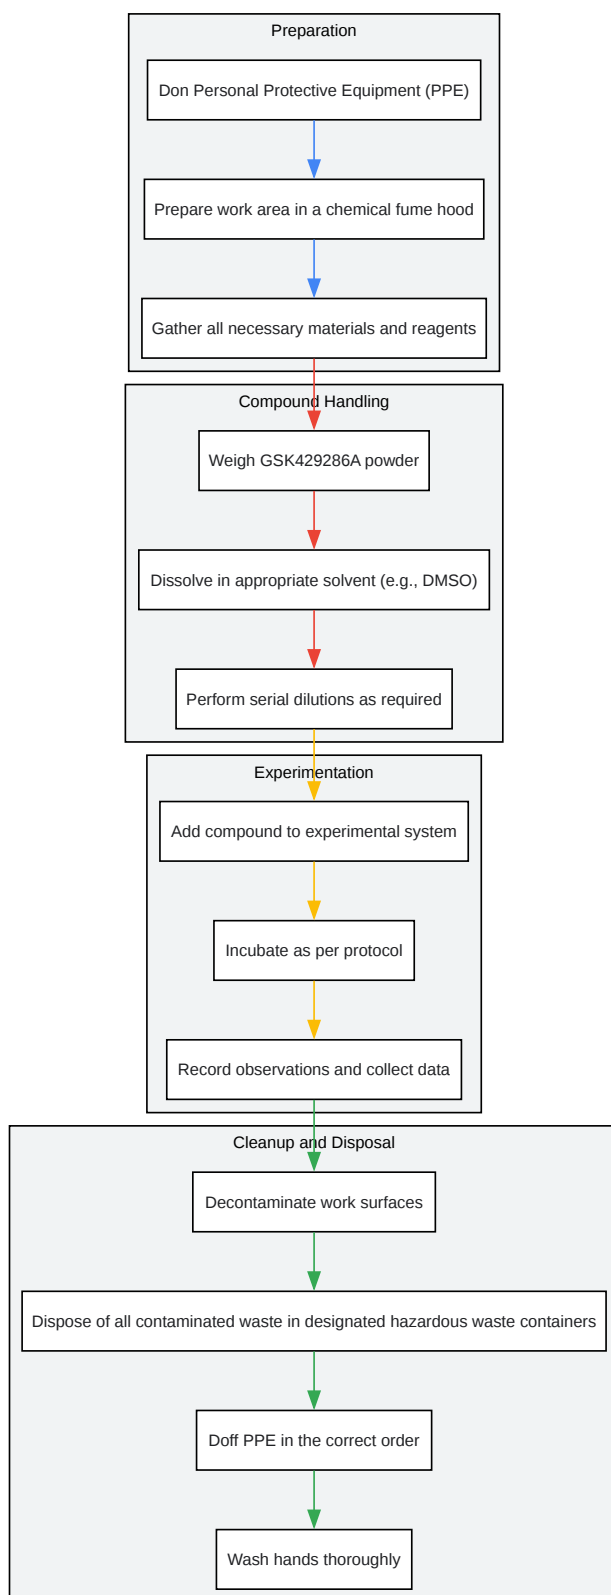 Preparation
Don Personal Protective Equipment (PPE)
Prepare work area in a chemical fume hood
Gather all necessary materials and reagents
Compound Handling
Weigh GSK429286A powder
Dissolve in appropriate solvent (e.g., DMSO)
Perform serial dilutions as required
Experimentation
Add compound to experimental system
Incubate as per protocol
Record observations and collect data
Cleanup and Disposal
Decontaminate work surfaces
Dispose of all contaminated waste in designated hazardous waste containers
Doff PPE in the correct order
Wash hands thoroughly